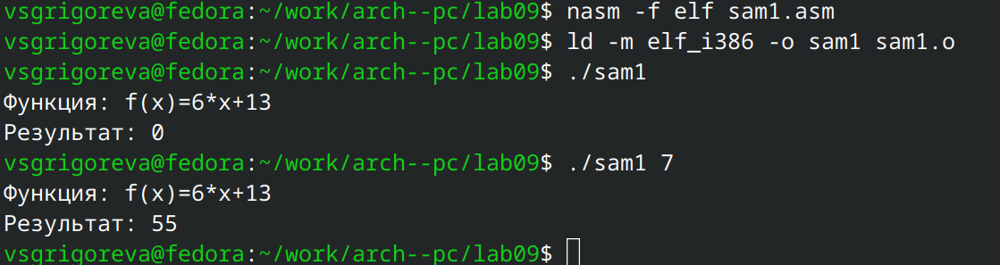 vsgrigoreva@fedora:~/work/arch--pc/lab09$ nasm -f elf sam1.asm
vsgrigoreva@fedora:~/work/arch--pc/lab09$ ld -m elf_i386 -o sam1 sam1.o
vsgrigoreva@fedora:~/work/arch--pc/lab09$ ./sam1
Функция: f(x)=6*x+13
Результат: 0
vsgrigoreva@fedora:~/work/arch--pc/lab09$ ./sam1 7
Функция: f(x)=6*x+13
Результат: 55
vsgrigoreva@fedora:~/work/arch--pc/lab09$